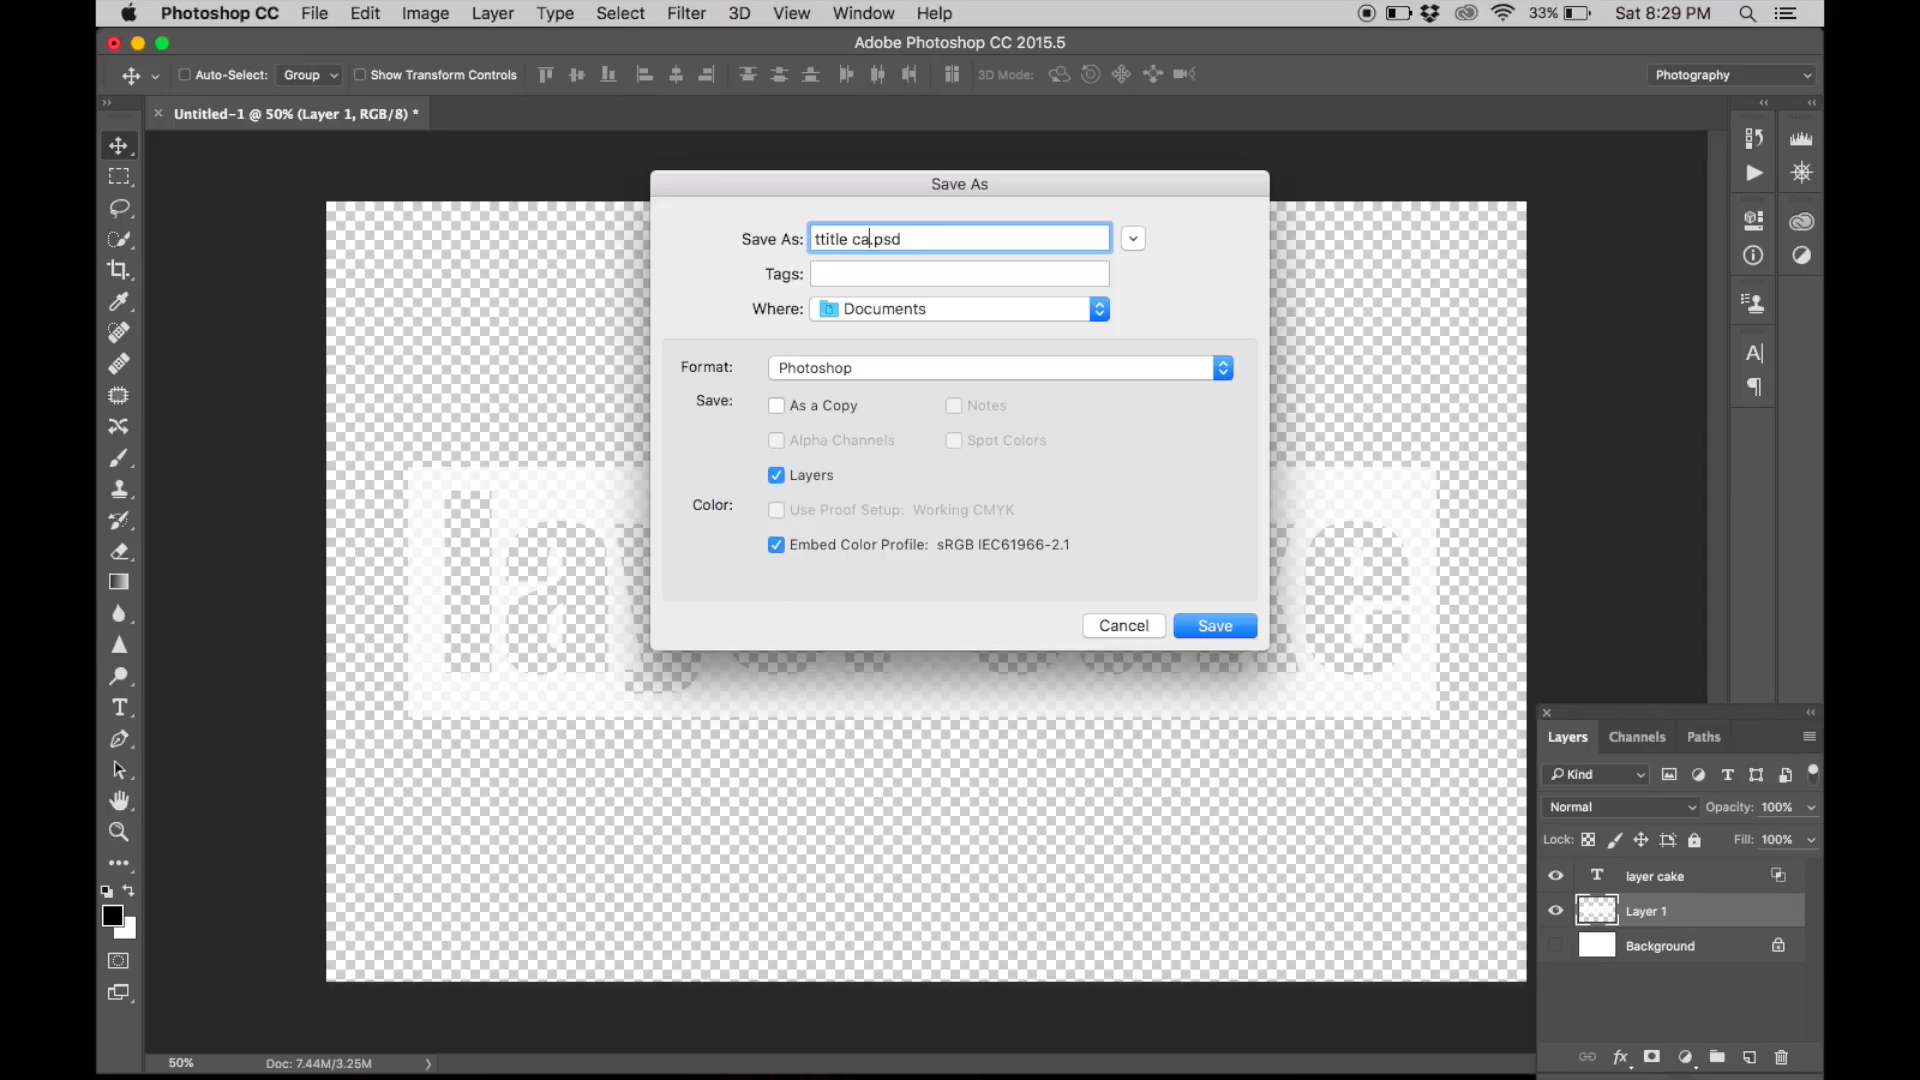 Photoshop CC File Edit Image Layer Type Select Filter 3D View Window Help 33% Sat 8:29 PM
Adobe Photoshop CC 2015.5
Auto-Select: Group Show Transform Controls 3D Mode: Photography
Untitled-1 @ 50% (Layer 1, RGB/8) *
Save As
Save As: ttitle ca.psd
Tags:
Where: Documents
Format: Photoshop
Save: As a Copy Notes
Alpha Channels Spot Colors
Layers
Color: Use Proof Setup: Working CMYK
Embed Color Profile: sRGB IEC61966-2.1
Cancel Save
Layers Channels Paths
Kind
Normal Opacity: 100%
Lock: Fill: 100%
layer cake
Layer 1
Background
50% Doc: 7.44M/3.25M